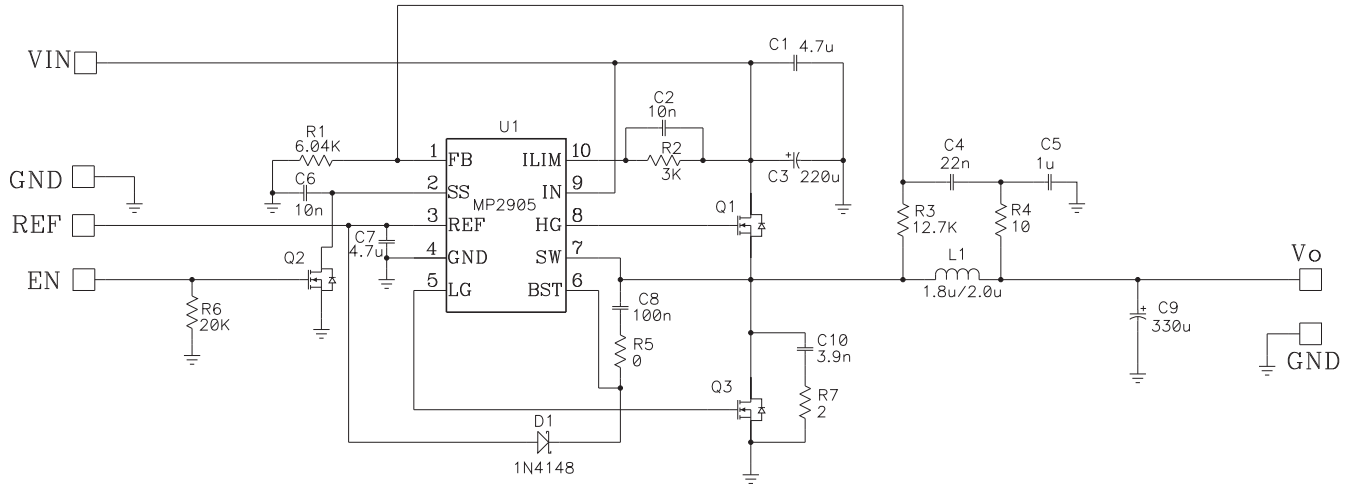 VIN
C1 4.7u
C2
10n
R1
6.04K
U1
R2
3K
C3 220u
C4
22n
C5
1u
1 FB
ILIM 10
GND
C6
10n
2 SS
IN 9
MP2905
REF
3 REF
HG 8
Q1
R3
12.7K
R4
10
C7
4.7u
4 GND
SW 7
Q2
EN
5 LG
BST 6
L1
1.8u/2.0u
Vo
R6
20K
C8
100n
C9
330u
R5
0
C10
3.9n
GND
Q3
R7
2
D1
1N4148